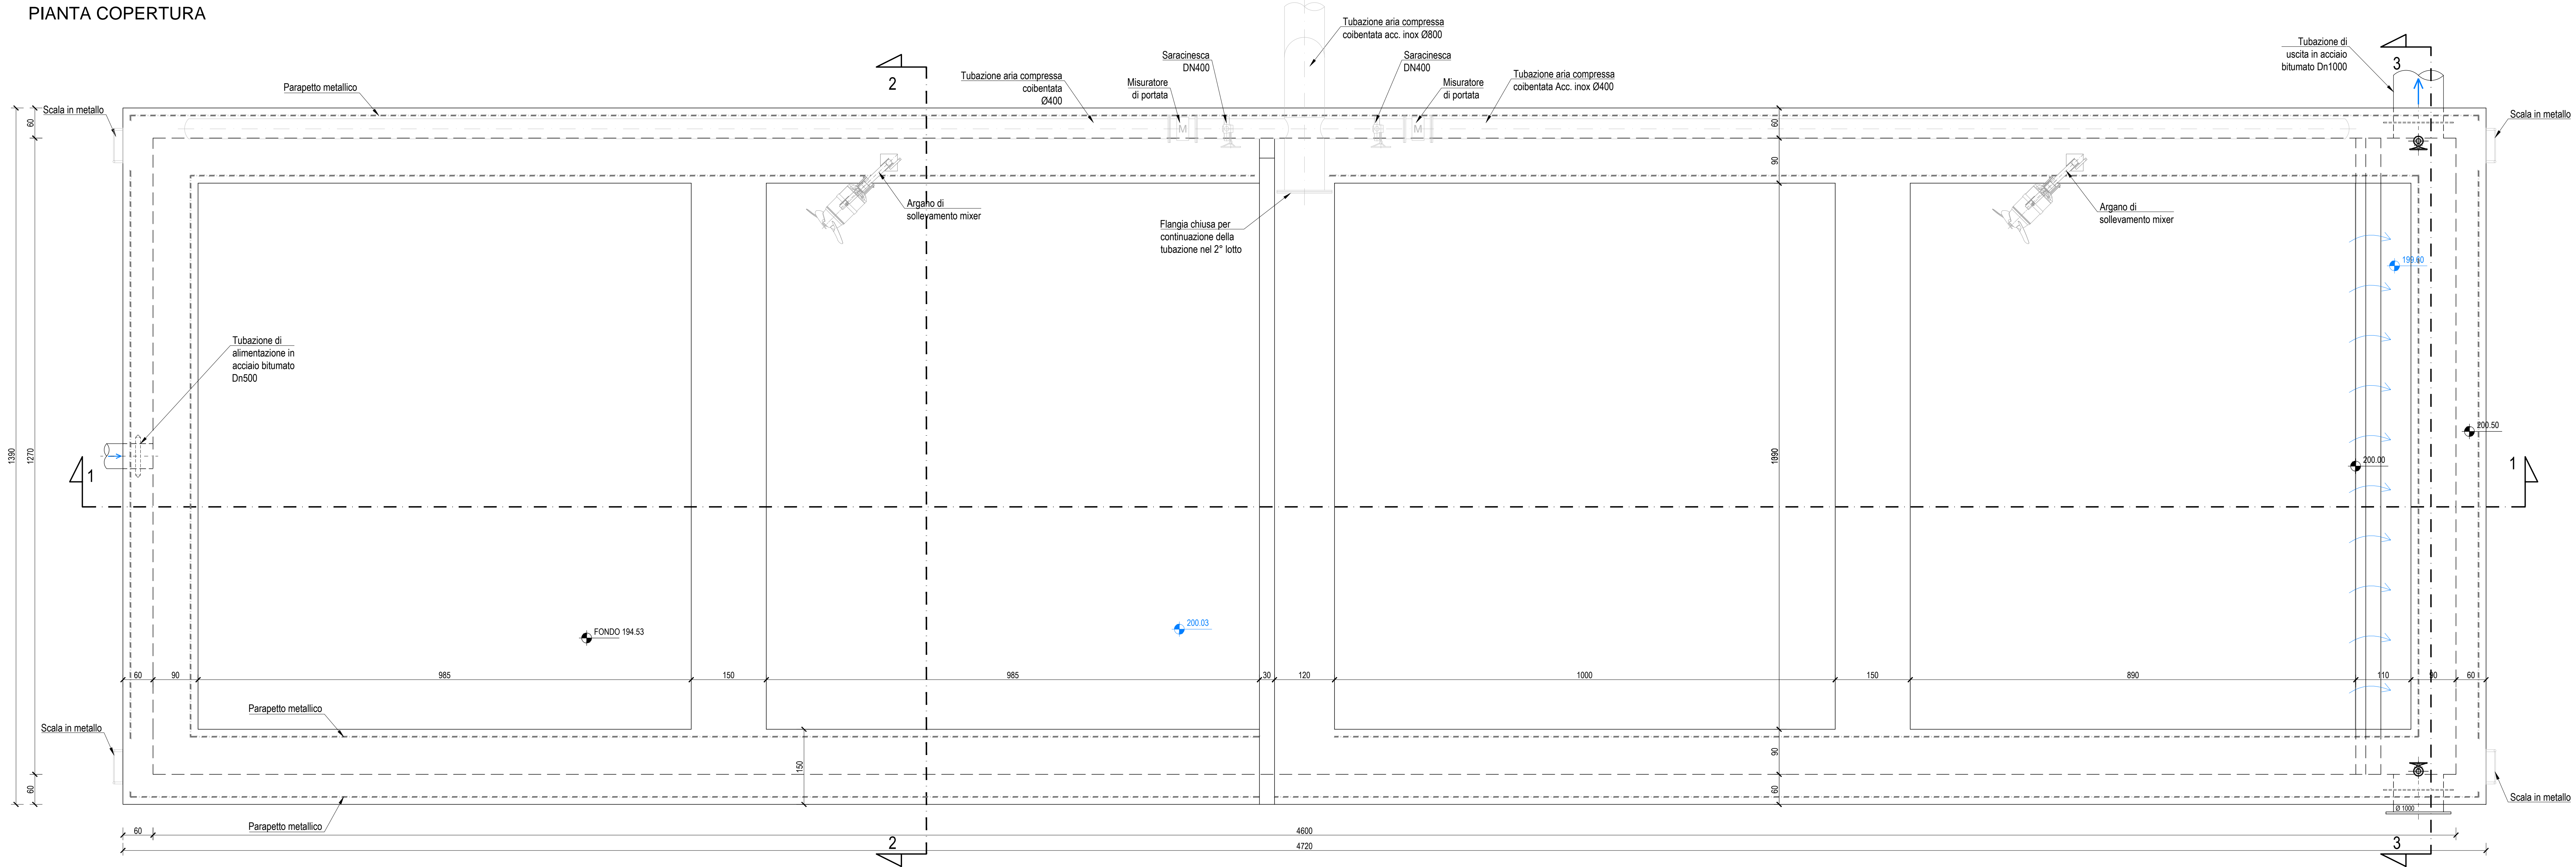 PIANTA COPERTURA
Tubazione aria compressa
coibentata acc. inox Ø800
Saracinesca
DN400
Saracinesca
DN400
Tubazione di
uscita in acciaio
bitumato Dn1000
3
2
Tubazione aria compressa
coibentata
Ø400
Misuratore
di portata
Misuratore
di portata
Tubazione aria compressa
coibentata Acc. inox Ø400
Parapetto metallico
Scala in metallo
Scala in metallo
60
60
M
M
90
Argano di
sollevamento mixer
Argano di
sollevamento mixer
Flangia chiusa per
continuazione della
tubazione nel 2° lotto
199.60
Tubazione di
alimentazione in
acciaio bitumato
Dn500
1390
1270
200.50
200.00
1
1
FONDO 194.53
200.03
60
90
985
150
985
30
120
1000
150
890
110
90
60
Parapetto metallico
Scala in metallo
150
90
60
60
Scala in metallo
Ø 1000
Parapetto metallico
60
4600
4720
2
3